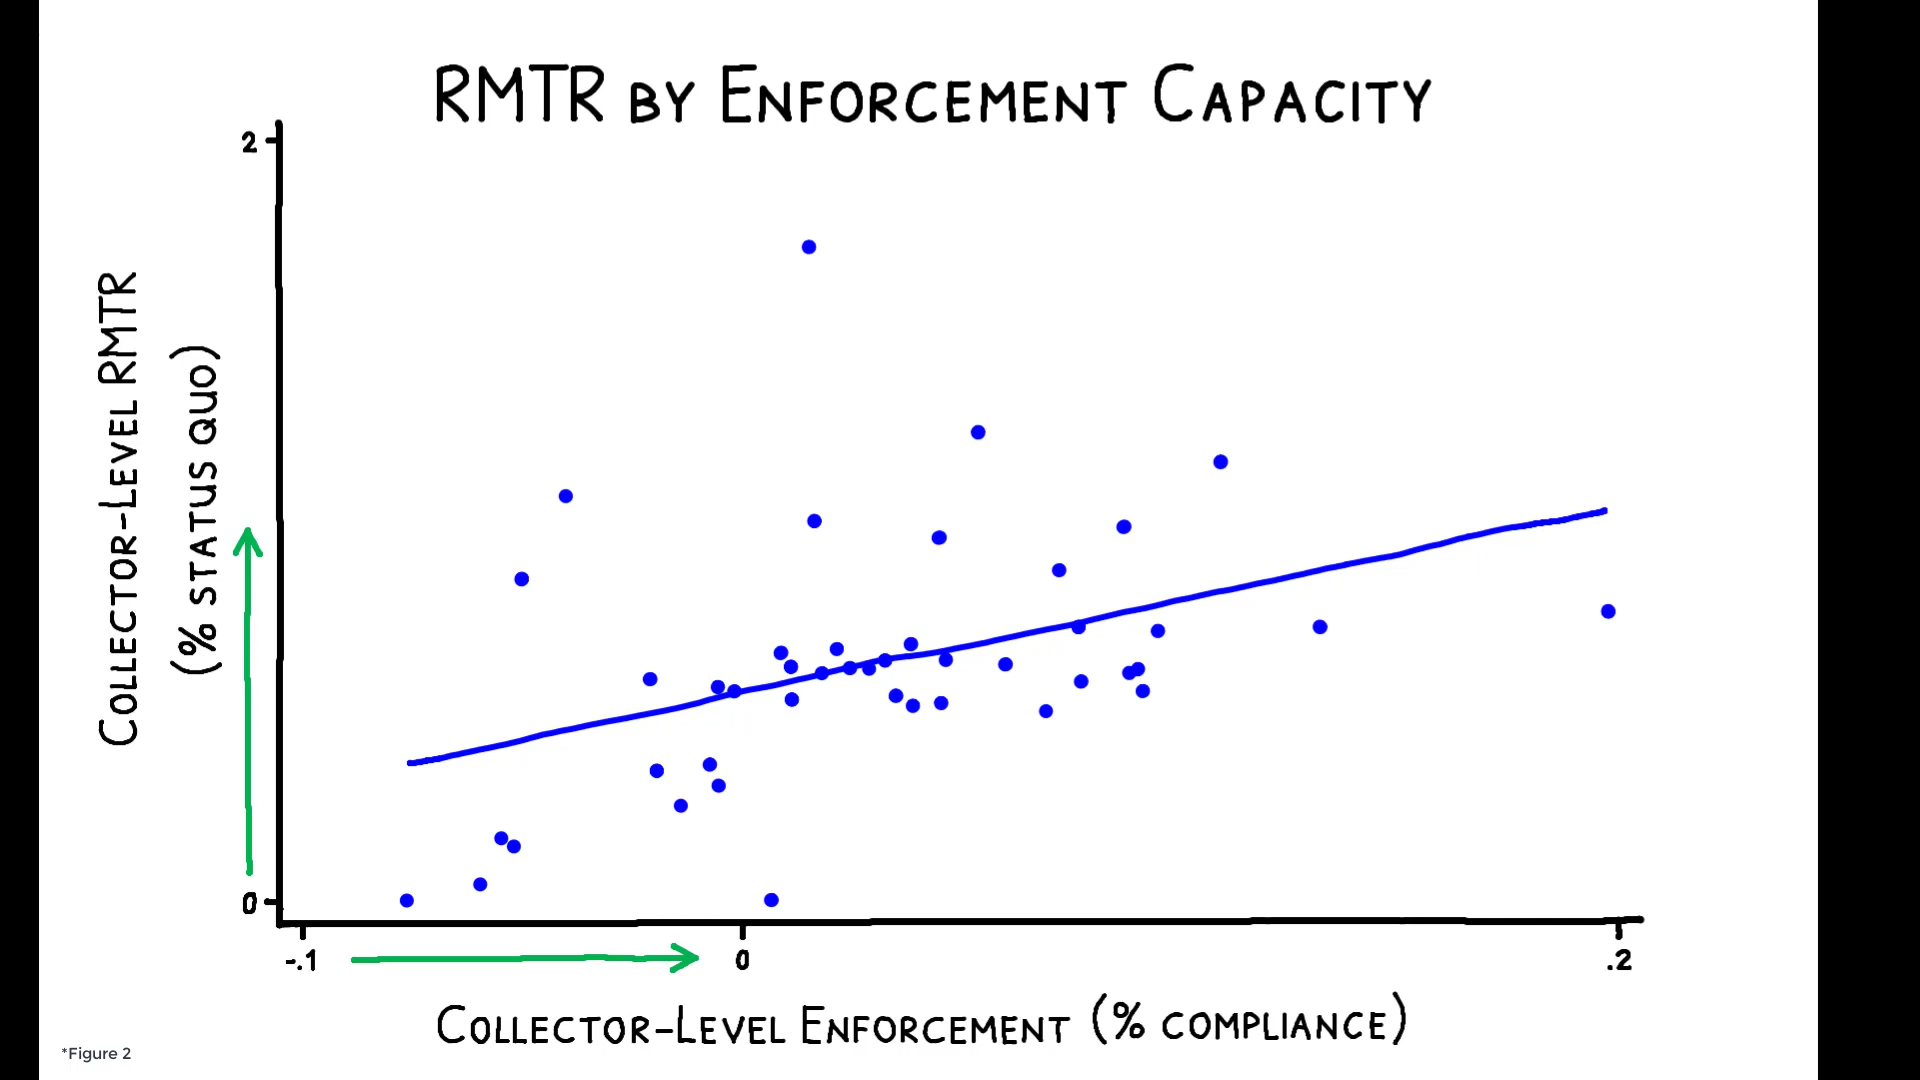 RMTR BY ENFORCEMENT CAPACITY
2
COLLECTOR-LEVEL RMTR
(% STATUS QUO)
0
-.1
0
.2
COLLECTOR-LEVEL ENFORCEMENT (% COMPLIANCE)
*Figure 2